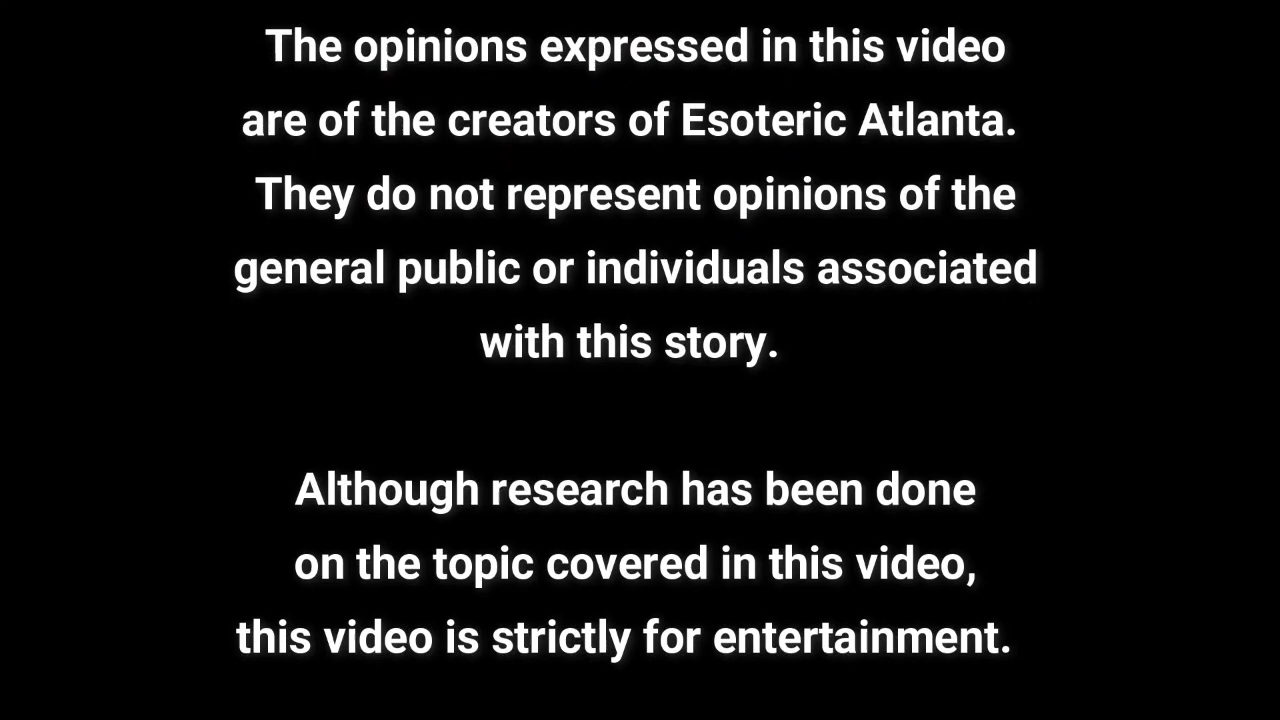 The opinions expressed in this video
are of the creators of Esoteric Atlanta.
They do not represent opinions of the
general public or individuals associated
with this story.
Although research has been done
on the topic covered in this video,
this video is strictly for entertainment.